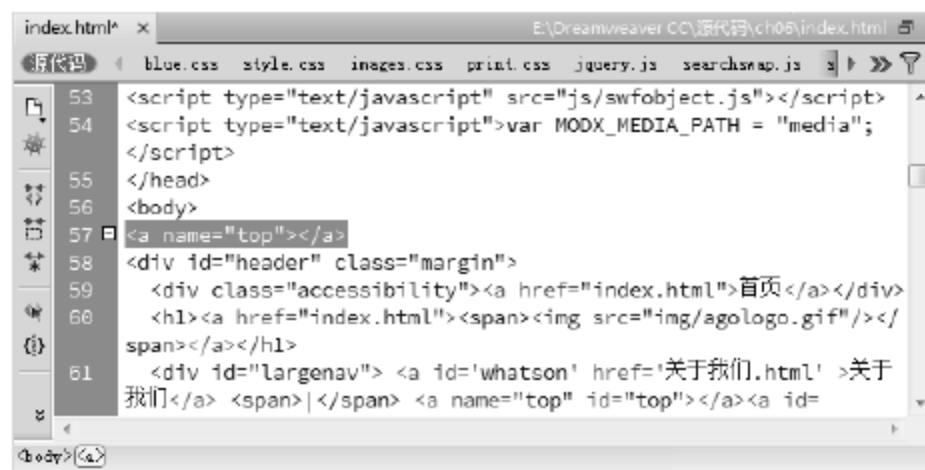 index.html* ×
E:\Dreamweaver CC\源代码\ch06\index.html
源代码 blue.css style.css images.css print.css jquery.js searchswap.js s
53 <script type="text/javascript" src="js/swfobject.js"></script>
54 <script type="text/javascript">var MODX_MEDIA_PATH = "media";
</script>
55 </head>
56 <body>
57 <a name="top"></a>
58 <div id="header" class="margin">
59 <div class="accessibility"><a href="index.html">首页</a></div>
60 <h1><a href="index.html"><span><img src="img/agologo.gif"/></
span></a></h1>
61 <div id="largenav"> <a id='whatson' href='关于我们.html' >关于
我们</a> <span>|</span> <a name="top" id="top"></a><a id=
<body><a>